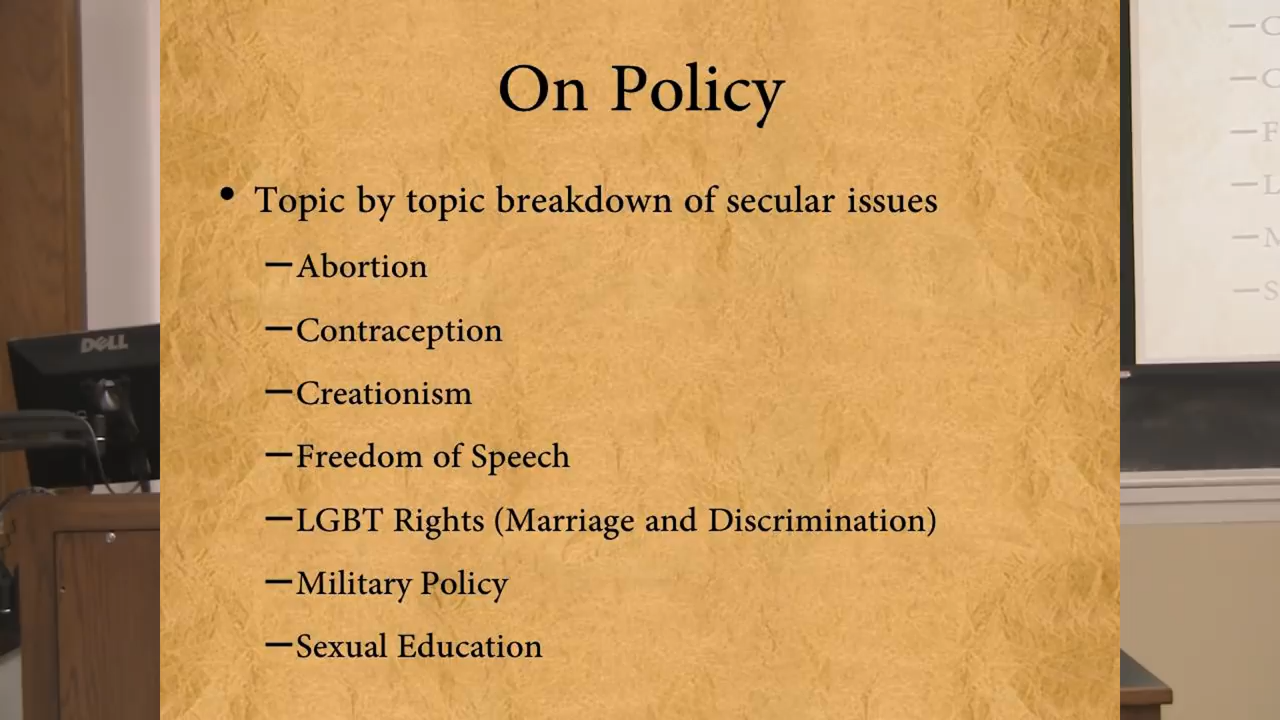 On Policy
• Topic by topic breakdown of secular issues
—Abortion
—Contraception
—Creationism
—Freedom of Speech
—LGBT Rights (Marriage and Discrimination)
—Military Policy
—Sexual Education
DELL
—C
—C
—F
—L
—M
—S